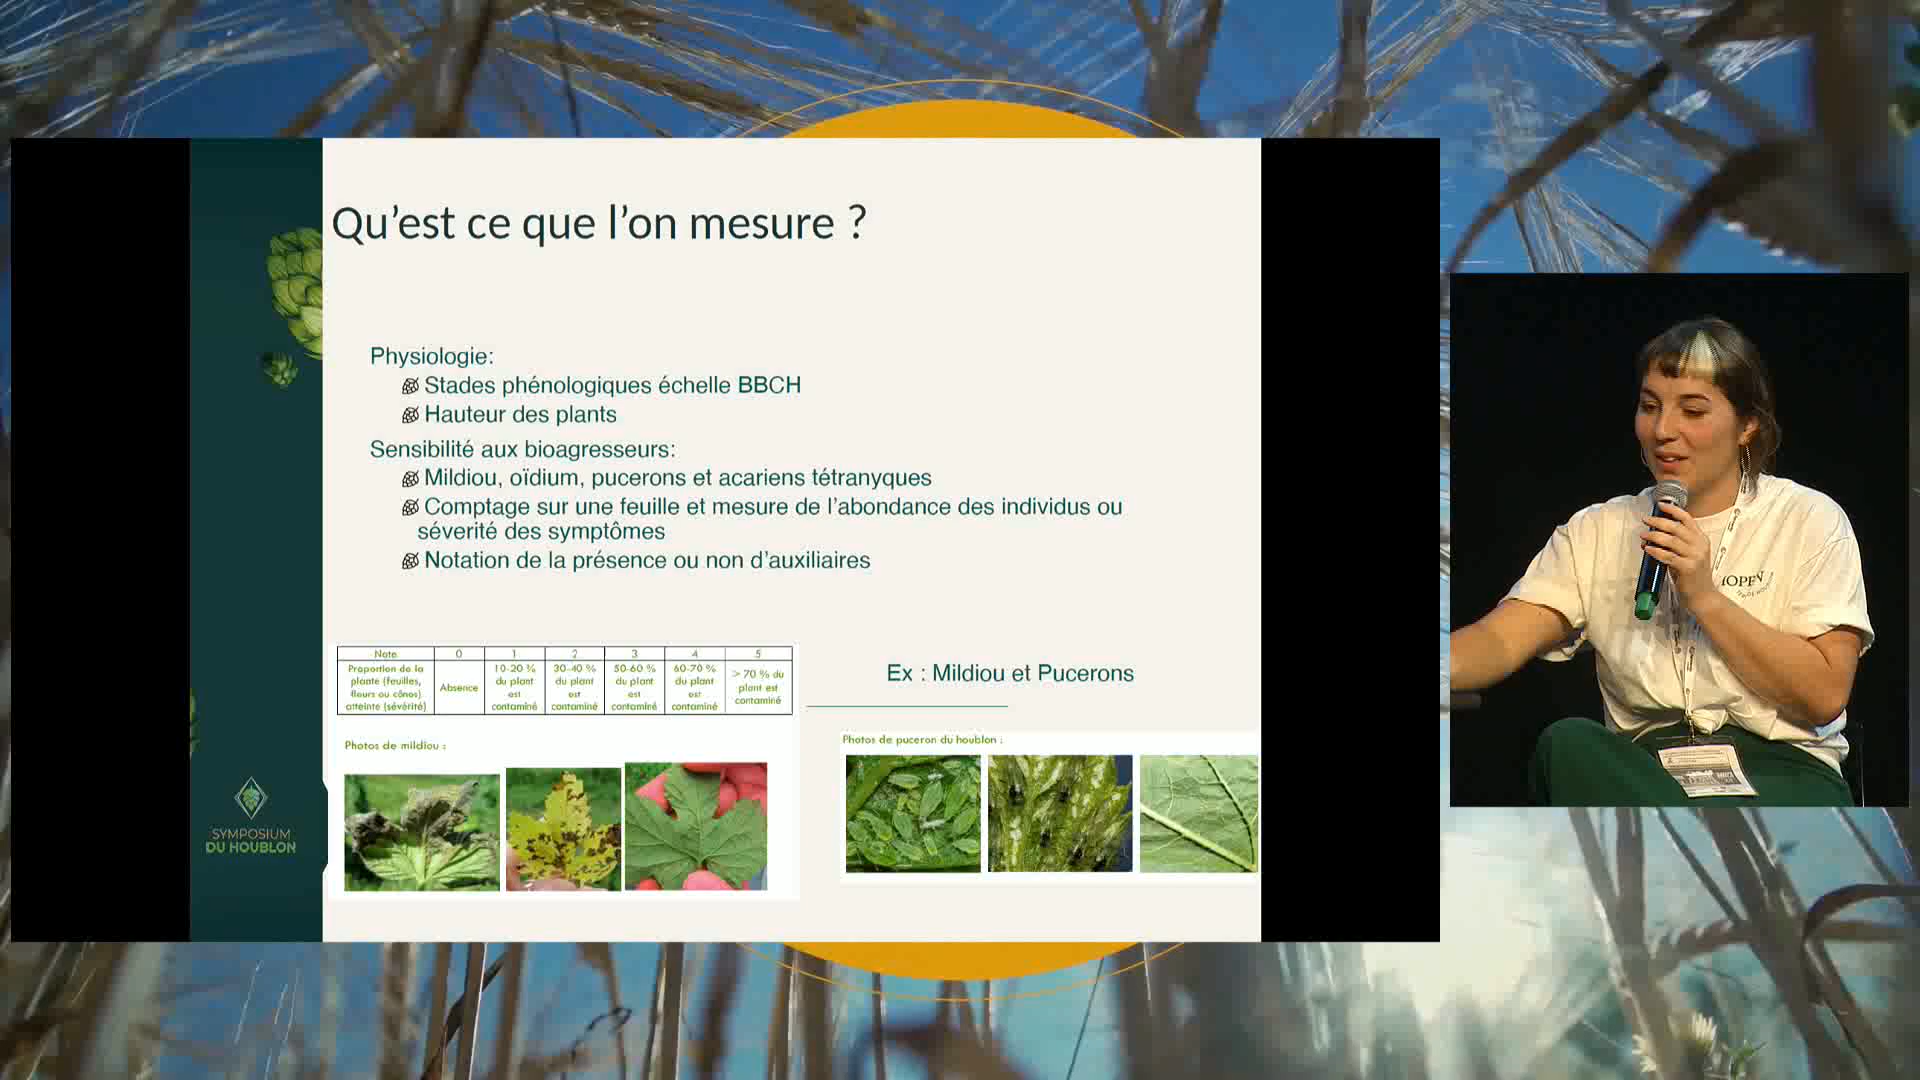 Qu’est ce que l’on mesure ?
Physiologie:
Stades phénologiques échelle BBCH
Hauteur des plants
Sensibilité aux bioagresseurs:
Mildiou, oïdium, pucerons et acariens tétranyques
Comptage sur une feuille et mesure de l’abondance des individus ou
séverité des symptômes
Notation de la présence ou non d’auxiliaires
Note 0 1 2 3 4 5
Proportion de la plante (feuilles, fleurs ou cônes) atteinte (sévérité) Absence 10-20 % du plant est contaminé 30-40 % du plant est contaminé 50-60 % du plant est contaminé 60-70 % du plant est contaminé > 70 % du plant est contaminé
Ex : Mildiou et Pucerons
Photos de mildiou :
Photos de puceron du houblon :
SYMPOSIUM
DU HOUBLON